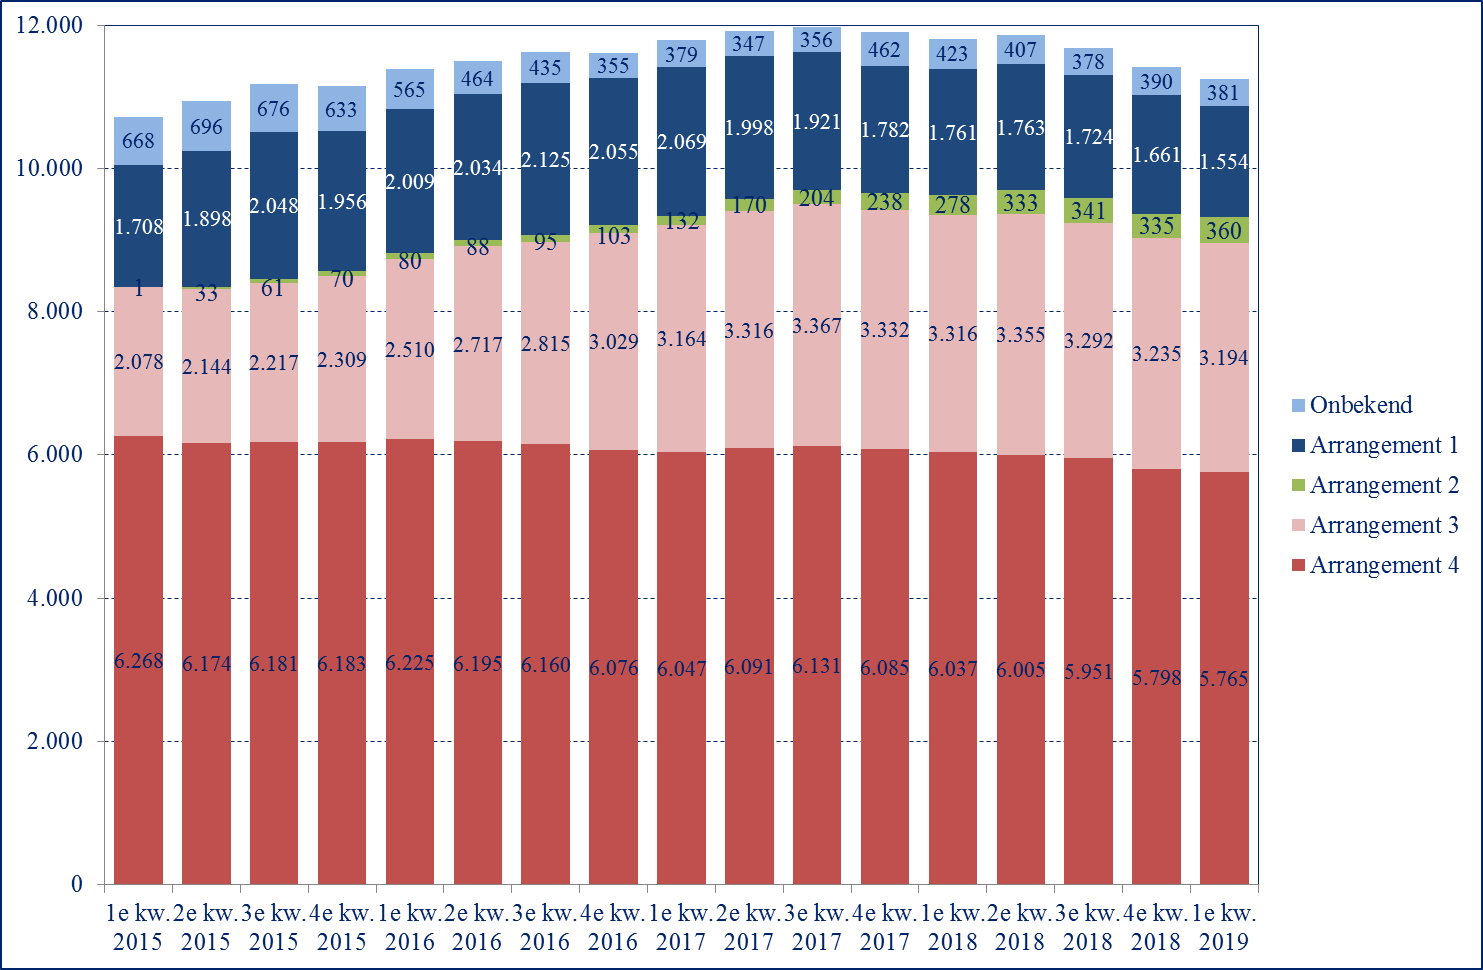 12.000
10.000
8.000
6.000
4.000
2.000
0
668 696 676 633 565 464 435 355 379 347 356 462 423 407 378 390 381
1.708 1.898 2.048 1.956 2.009 2.034 2.125 2.055 2.069 1.998 1.921 1.782 1.761 1.763 1.724 1.661 1.554
1 33 61 70 80 88 95 103 132 170 204 238 278 333 341 335 360
2.078 2.144 2.217 2.309 2.510 2.717 2.815 3.029 3.164 3.316 3.367 3.332 3.316 3.355 3.292 3.235 3.194
6.268 6.174 6.181 6.183 6.225 6.195 6.160 6.076 6.047 6.091 6.131 6.085 6.037 6.005 5.951 5.798 5.765
1e kw. 2e kw. 3e kw. 4e kw. 1e kw. 2e kw. 3e kw. 4e kw. 1e kw. 2e kw. 3e kw. 4e kw. 1e kw. 2e kw. 3e kw. 4e kw. 1e kw.
2015 2015 2015 2015 2016 2016 2016 2016 2017 2017 2017 2017 2018 2018 2018 2018 2019
Onbekend
Arrangement 1
Arrangement 2
Arrangement 3
Arrangement 4